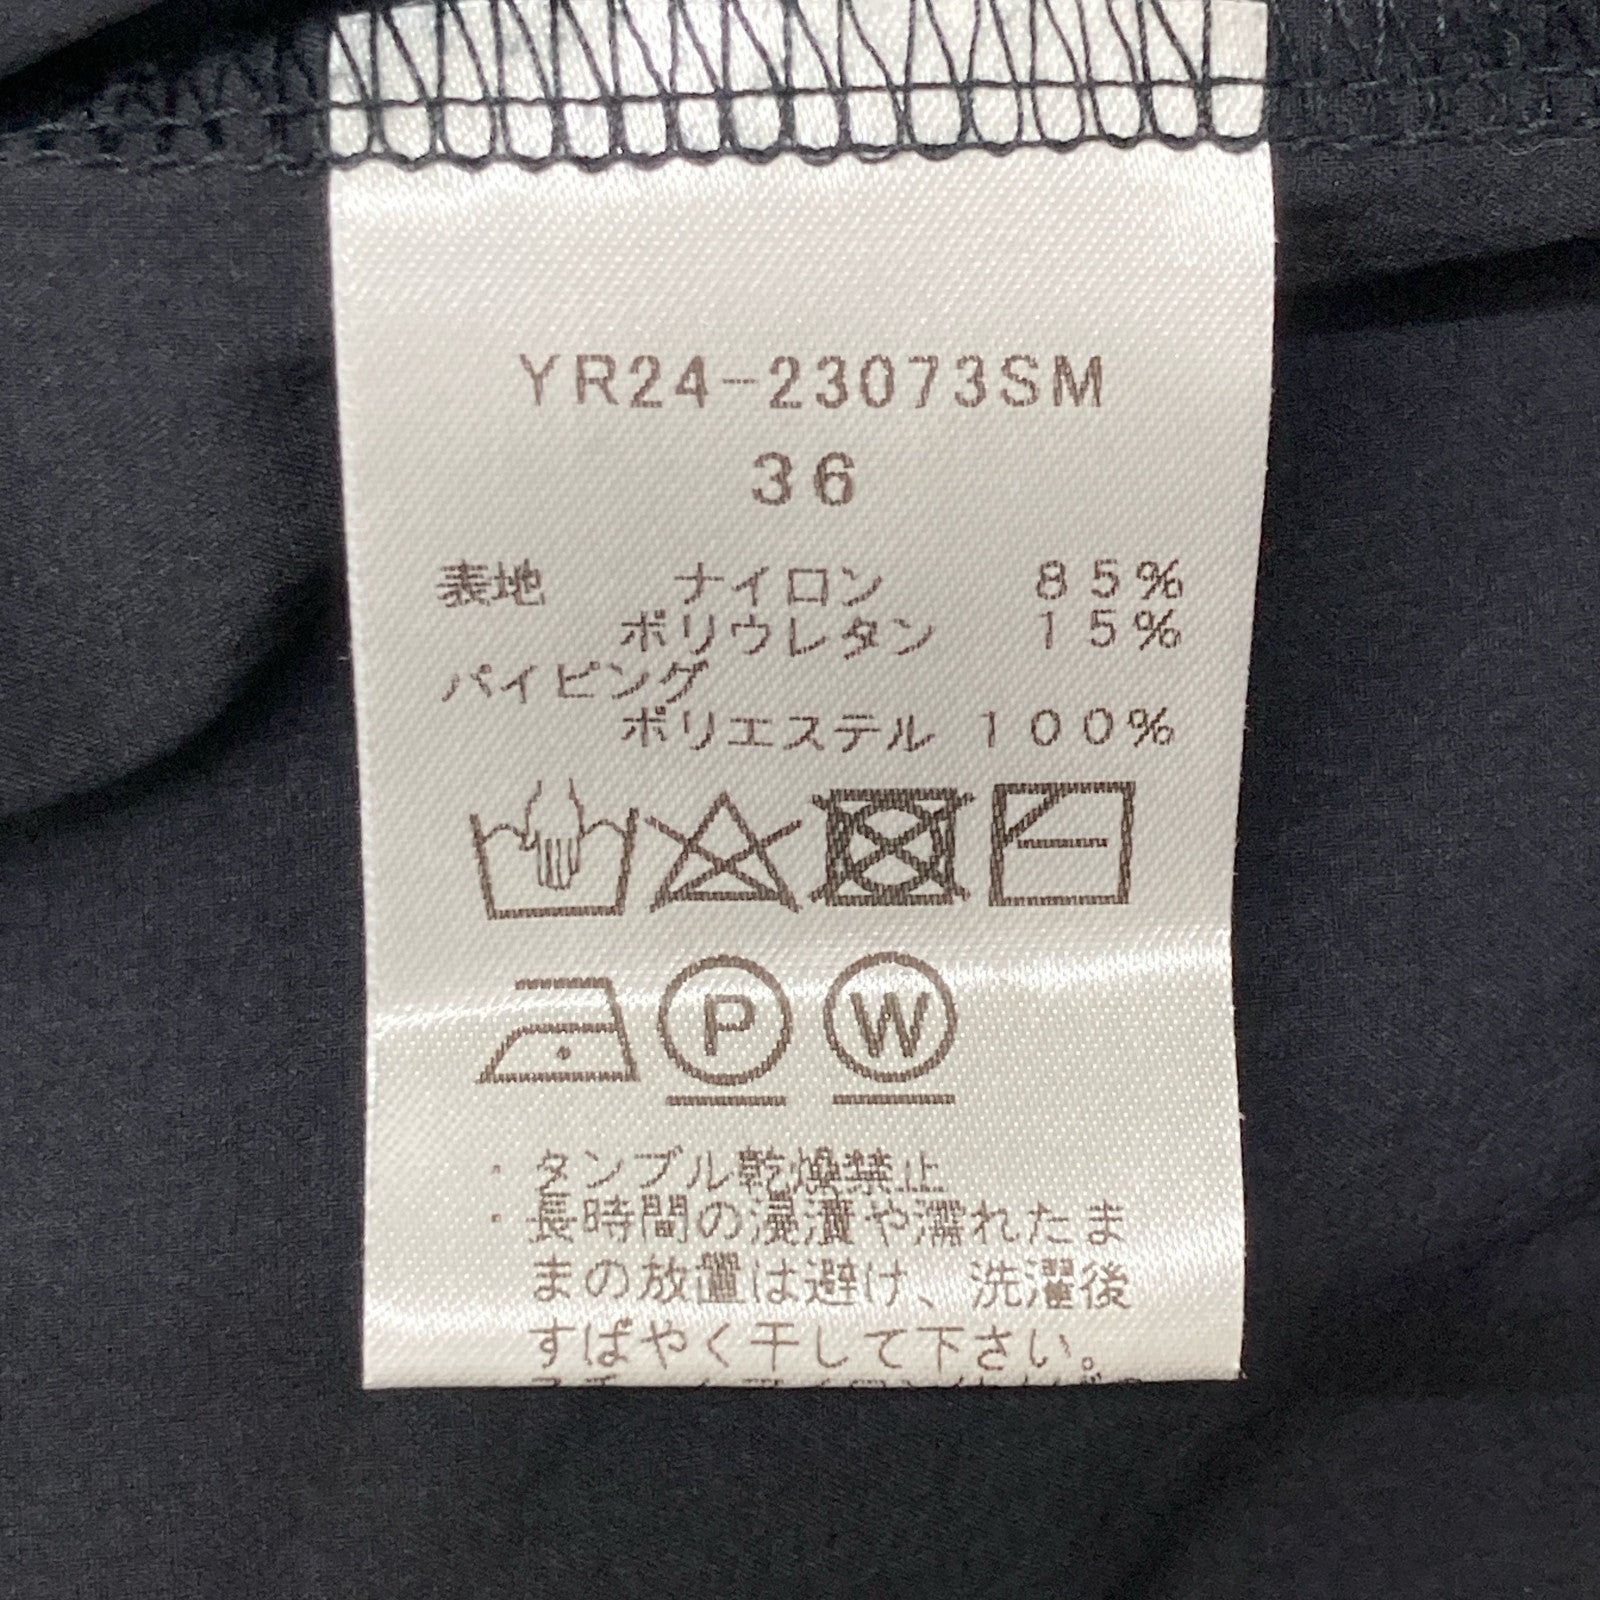 YR24-23073SM
36
表地 ナイロン 85%
ポリウレタン 15%
パイピング
ポリエステル 100%
P W
・タンブル乾燥禁止
・長時間の浸漬や濡れたま
まの放置は避け、洗濯後
すばやく干して下さい。